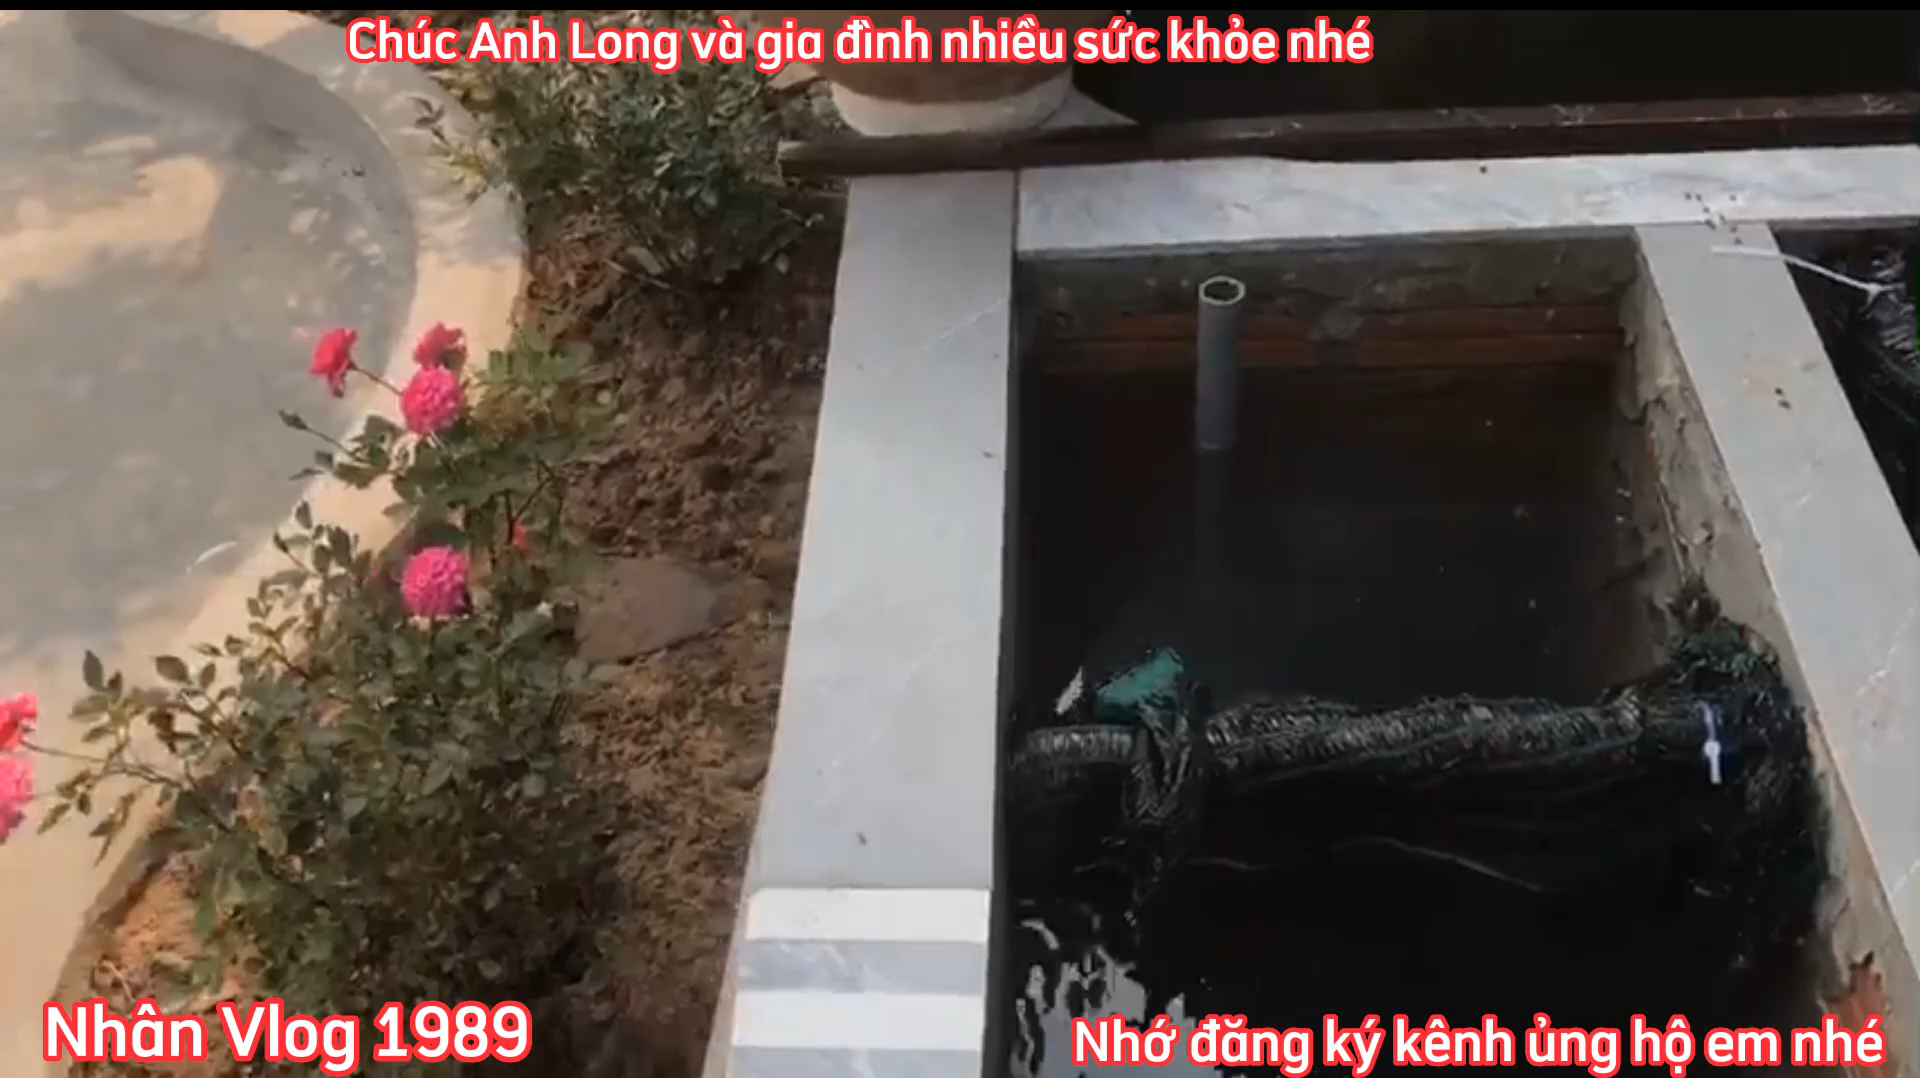 Chúc Anh Long và gia đình nhiều sức khỏe nhé
Nhân Vlog 1989
Nhớ đăng ký kênh ủng hộ em nhé